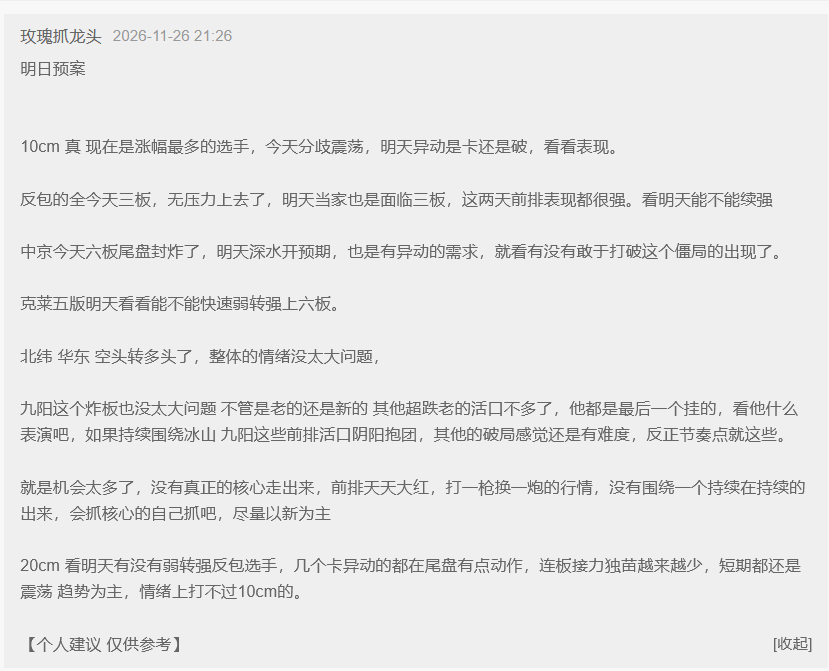 玫瑰抓龙头 2026-11-26 21:26
明日预案
10cm 真 现在是涨幅最多的选手，今天分歧震荡，明天异动是卡还是破，看看表现。
反包的全今天三板，无压力上去了，明天当家也是面临三板，这两天前排表现都很强。看明天能不能续强
中京今天六板尾盘封炸了，明天深水开预期，也是有异动的需求，就看有没有敢于打破这个僵局的出现了。
克莱五版明天看看能不能快速弱转强上六板。
北纬 华东 空头转多头了，整体的情绪没太大问题，
九阳这个炸板也没太大问题 不管是老的还是新的 其他超跌老的活口不多了，他都是最后一个挂的，看他什么
表演吧，如果持续围绕冰山 九阳这些前排活口阴阳抱团，其他的破局感觉还是有难度，反正节奏点就这些。
就是机会太多了，没有真正的核心走出来，前排天天大红，打一枪换一炮的行情，没有围绕一个持续在持续的
出来，会抓核心的自己抓吧，尽量以新为主
20cm 看明天有没有弱转强反包选手，几个卡异动的都在尾盘有点动作，连板接力独苗越来越少，短期都还是
震荡 趋势为主，情绪上打不过10cm的。
【个人建议 仅供参考】 [收起]